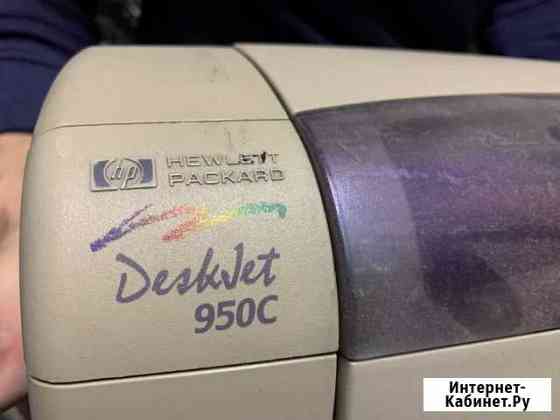 hp HEWLETT
PACKARD
DeskJet
950C
Интернет-
Кабинет.Ру